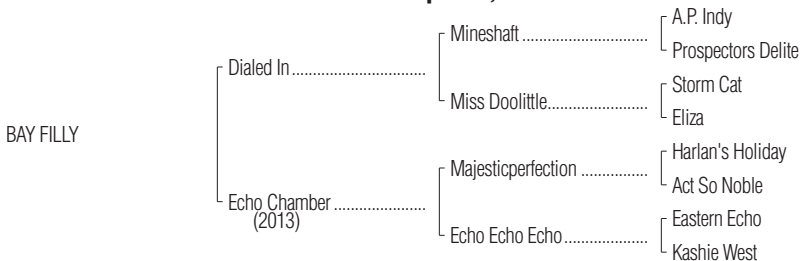 A.P. Indy
Mineshaft
Prospectors Delite
Dialed In
Storm Cat
Miss Doolittle
Eliza
BAY FILLY
Harlan's Holiday
Majesticperfection
Act So Noble
Echo Chamber
(2013)
Eastern Echo
Echo Echo Echo
Kashie West